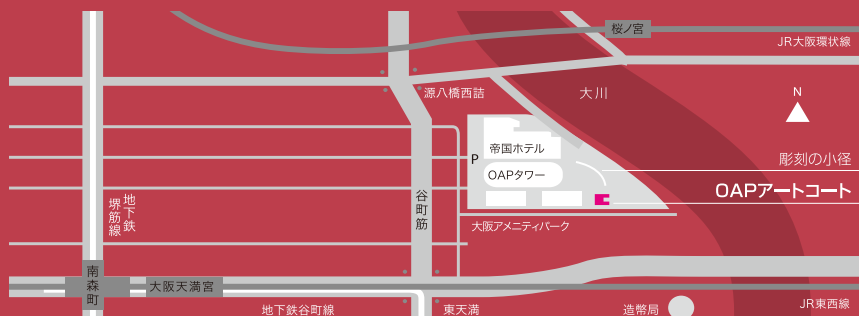 桜ノ宮
JR大阪環状線
源八橋西詰
大川
N
帝国ホテル
P
彫刻の小径
OAPタワー
OAPアートコート
谷町筋
地下鉄
堺筋線
大阪アメニティパーク
南森町
大阪天満宮
地下鉄谷町線
東天満
造幣局
JR東西線